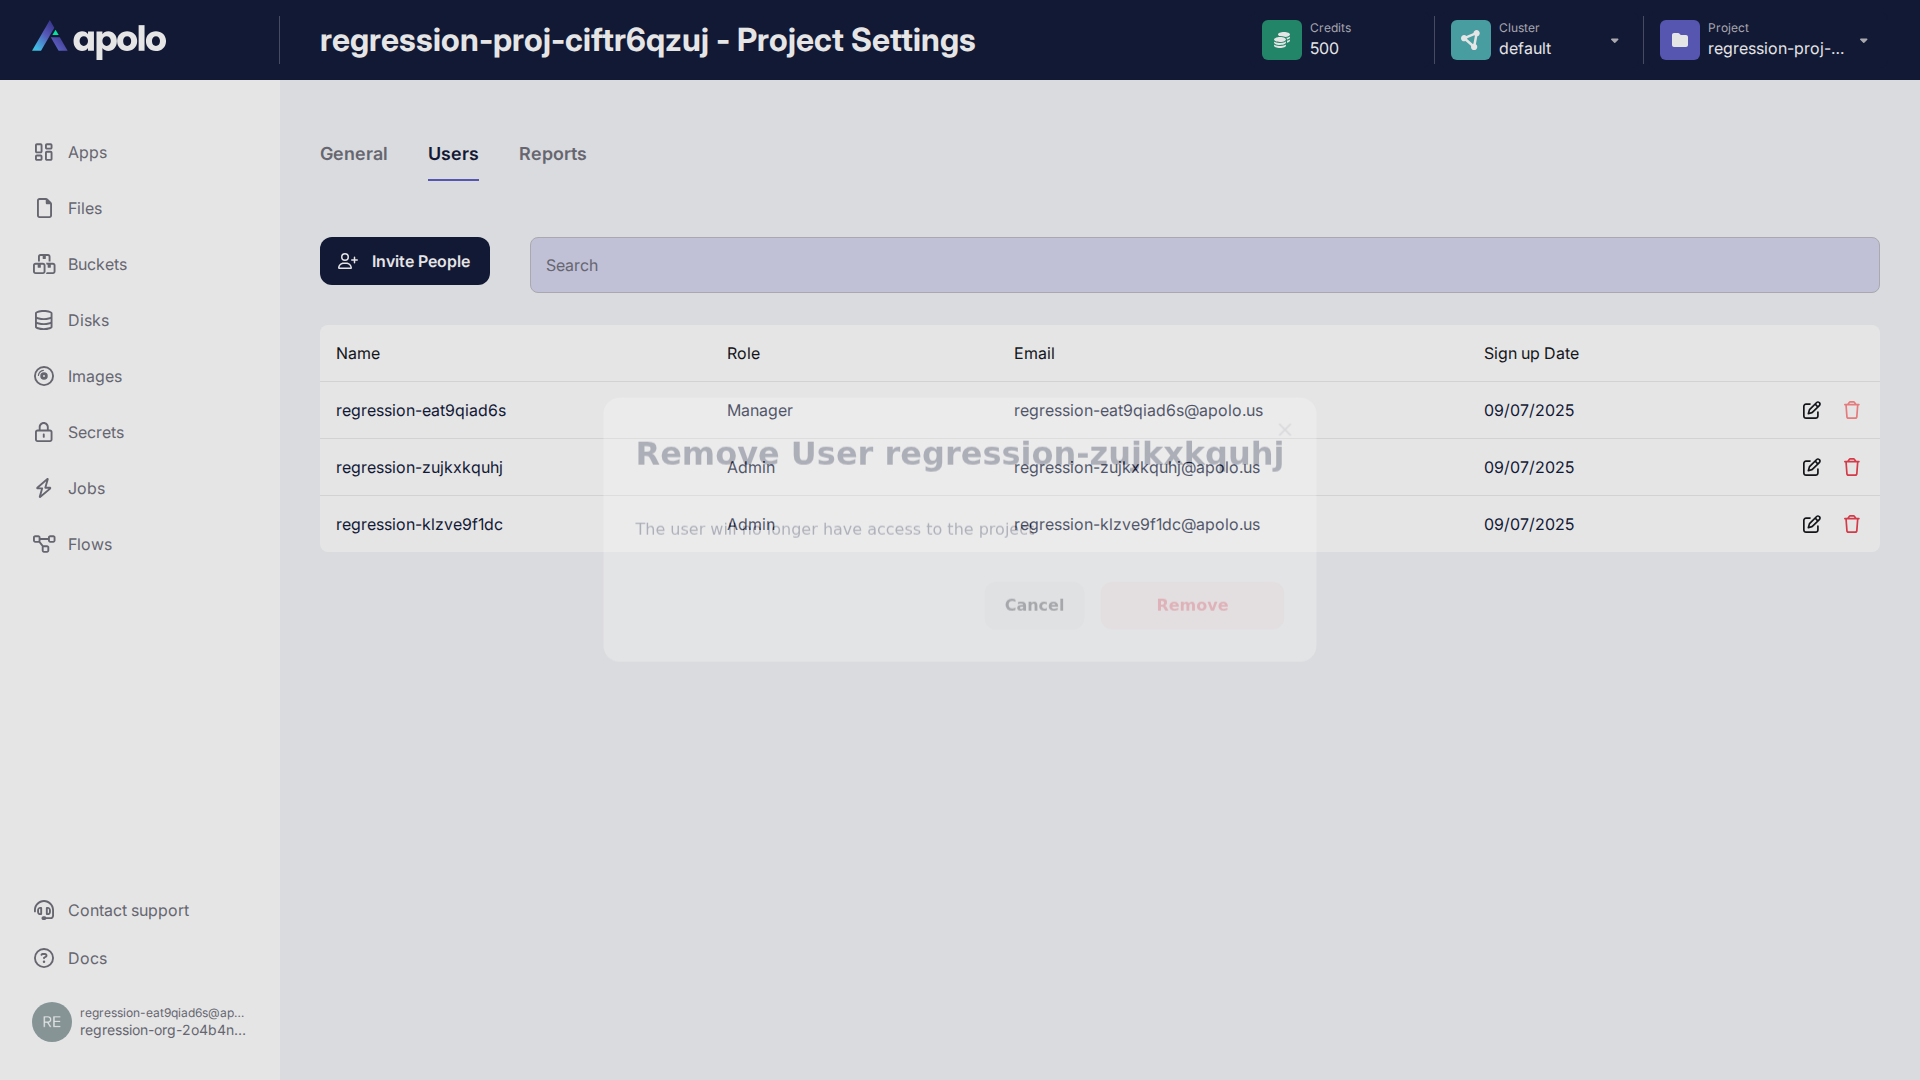 apolo
regression-proj-ciftr6qzuj - Project Settings
Credits
500
Cluster
default
Project
regression-proj-...
Apps
Files
Buckets
Disks
Images
Secrets
Jobs
Flows
General Users Reports
Invite People
Search
Name Role Email Sign up Date
regression-eat9qiad6s Manager regression-eat9qiad6s@apolo.us 09/07/2025
regression-zujkxkquhj Admin regression-zujkxkquhj@apolo.us 09/07/2025
regression-klzve9f1dc Admin regression-klzve9f1dc@apolo.us 09/07/2025
Remove User regression-zujkxkquhj
The user will no longer have access to the project.
Cancel Remove
Contact support
Docs
RE
regression-eat9qiad6s@ap...
regression-org-2o4b4n...